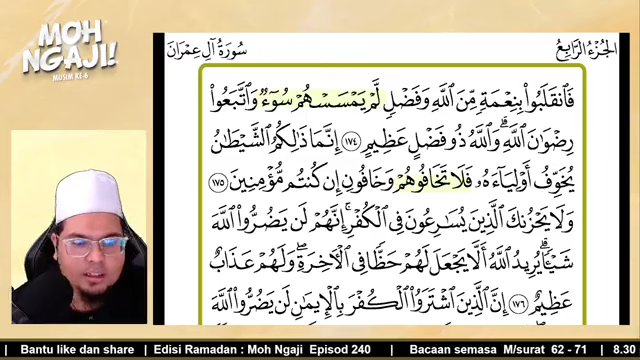 MOH
NGAJI!
MUSIM KE-6
سُورَةُ آلِ عِمْرَانَ
الجُزْءُ الرَّابِعُ
فَٱنقَلَبُوا۟ بِنِعْمَةٍ مِّنَ ٱللَّهِ وَفَضْلٍ لَّمْ يَمْسَسْهُمْ سُوٓءٌ وَٱتَّبَعُوا۟
رِضْوَٰنَ ٱللَّهِ ۗ وَٱللَّهُ ذُو فَضْلٍ عَظِيمٍ ١٧٤ إِنَّمَا ذَٰلِكُمُ ٱلشَّيْطَٰنُ
يُخَوِّفُ أَوْلِيَآءَهُۥ فَلَا تَخَافُوهُمْ وَخَافُونِ إِن كُنتُم مُّؤْمِنِينَ ١٧٥
وَلَا يَحْزُنكَ ٱلَّذِينَ يُسَٰرِعُونَ فِى ٱلْكُفْرِ ۚ إِنَّهُمْ لَن يَضُرُّوا۟ ٱللَّهَ
شَيْـًٔا ۗ يُرِيدُ ٱللَّهُ أَلَّا يَجْعَلَ لَهُمْ حَظًّا فِى ٱلْـَٔاخِرَةِ ۖ وَلَهُمْ عَذَابٌ
عَظِيمٌ ١٧٦ إِنَّ ٱلَّذِينَ ٱشْتَرَوُا۟ ٱلْكُفْرَ بِٱلْإِيمَٰنِ لَن يَضُرُّوا۟ ٱللَّهَ
| Bantu like dan share | Edisi Ramadan : Moh Ngaji Episod 240 | Bacaan semasa M/surat 62 - 71 | 8.30